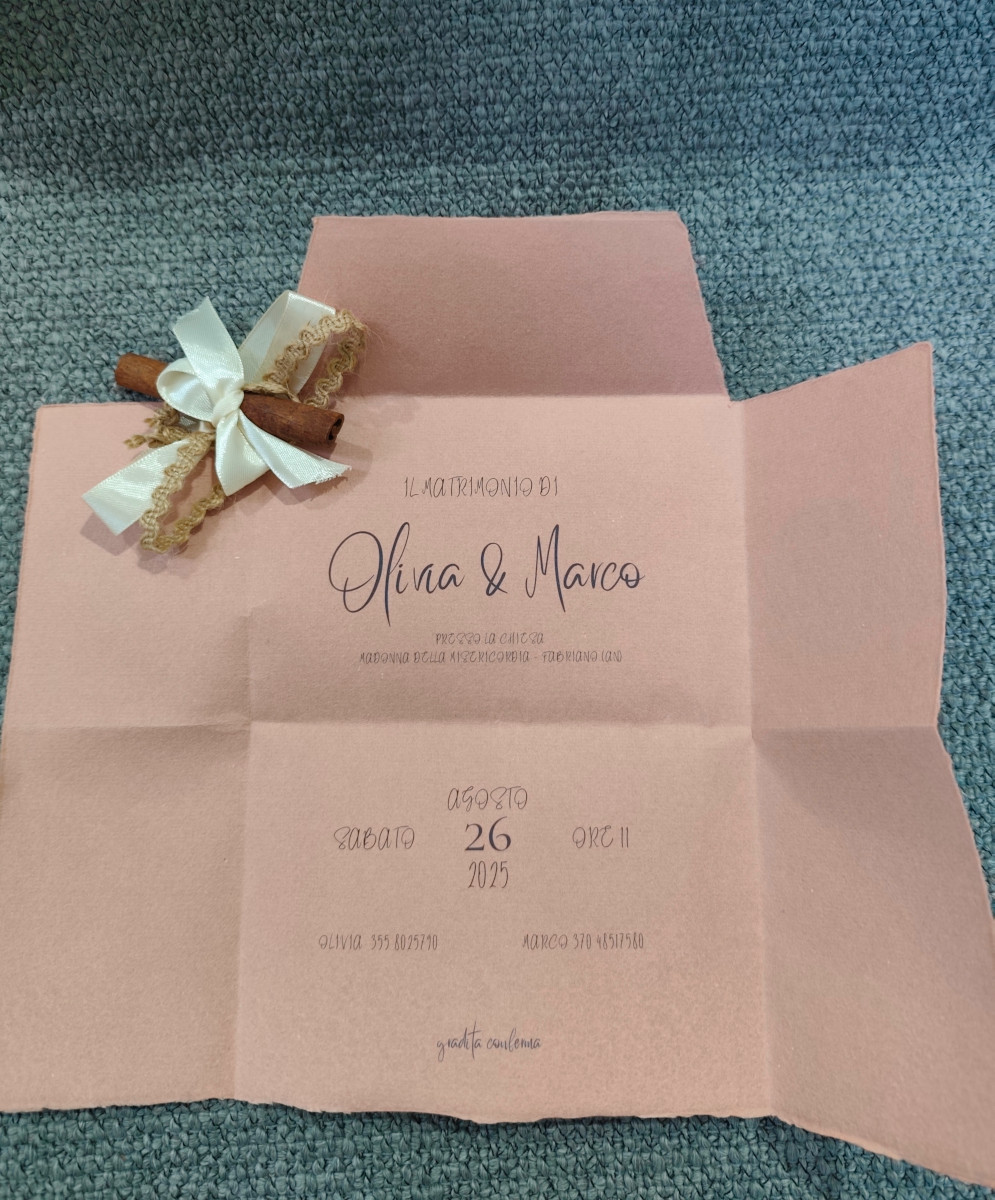 IL MATRIMONIO DI
Olivia & Marco
PRESSO LA CHIESA
MADONNA DELLA MISERICORDIA - FABRIANO (AN)
AGOSTO
SABATO 26 ORE 11
2025
OLIVIA 355 8025790 MARCO 370 48517580
gradita conferma